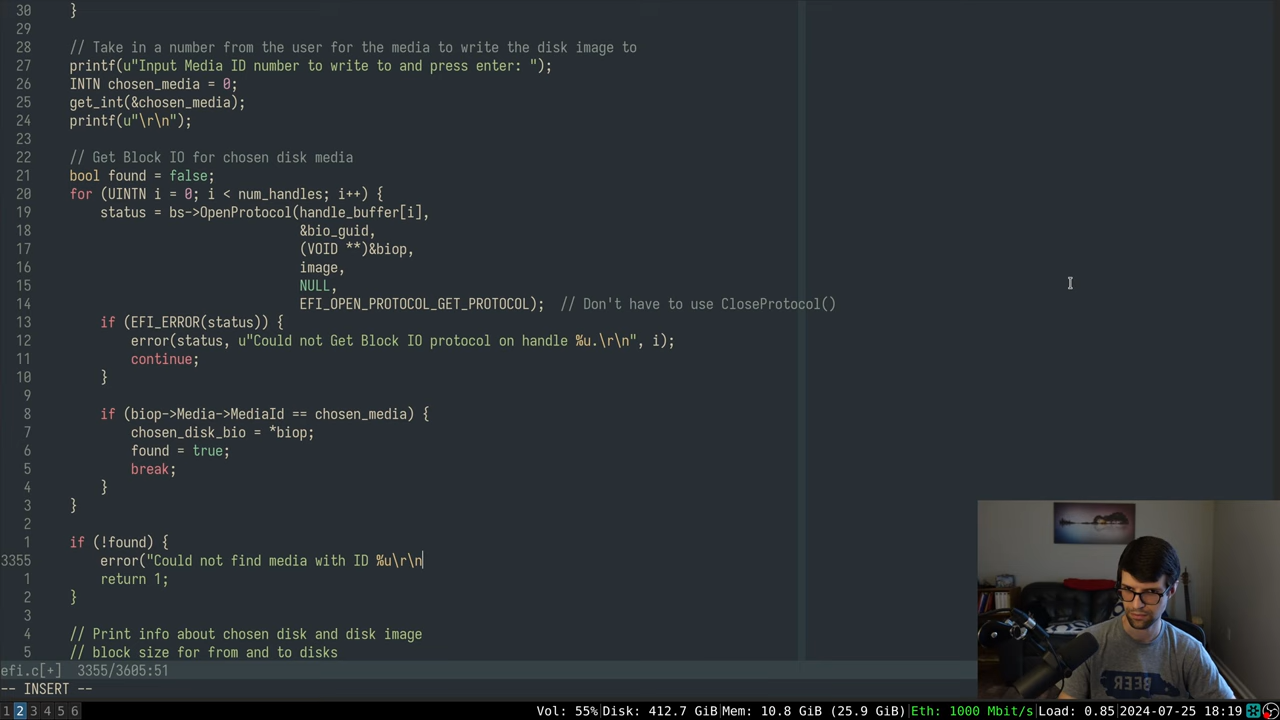 30         }
29
28     // Take in a number from the user for the media to write the disk image to
27     printf(u"Input Media ID number to write to and press enter: ");
26     INTN chosen_media = 0;
25     get_int(&chosen_media);
24     printf(u"\r\n");
23
22     // Get Block IO for chosen disk media
21     bool found = false;
20     for (UINTN i = 0; i < num_handles; i++) {
19         status = bs->OpenProtocol(handle_buffer[i],
18                                   &bio_guid,
17                                   (VOID **)&biop,
16                                   image,
15                                   NULL,
14                                   EFI_OPEN_PROTOCOL_GET_PROTOCOL);  // Don't have to use CloseProtocol()
13         if (EFI_ERROR(status)) {
12             error(status, u"Could not Get Block IO protocol on handle %u.\r\n", i);
11             continue;
10         }
9
8         if (biop->Media->MediaId == chosen_media) {
7             chosen_disk_bio = *biop;
6             found = true;
5             break;
4         }
3     }
2
1     if (!found) {
3355         error("Could not find media with ID %u\r\n
1         return 1;
2     }
3
4     // Print info about chosen disk and disk image
5     // block size for from and to disks
efi.c[+]  3355/3605:51
-- INSERT --
1 2 3 4 5 6 Vol: 55%|Disk: 412.7 GiB|Mem: 10.8 GiB (25.9 GiB)|Eth: 1000 Mbit/s|Load: 0.85|2024-07-25 18:19
BEER